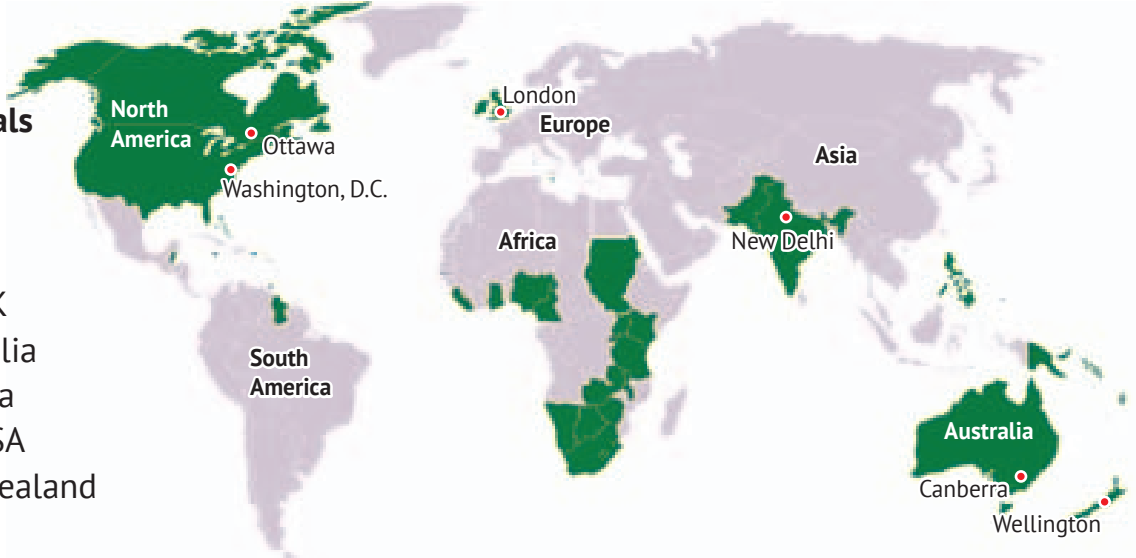 als
K
lia
a
SA
ealand
North
America
Ottawa
Washington, D.C.
London
Europe
Asia
Africa
New Delhi
South
America
Australia
Canberra
Wellington